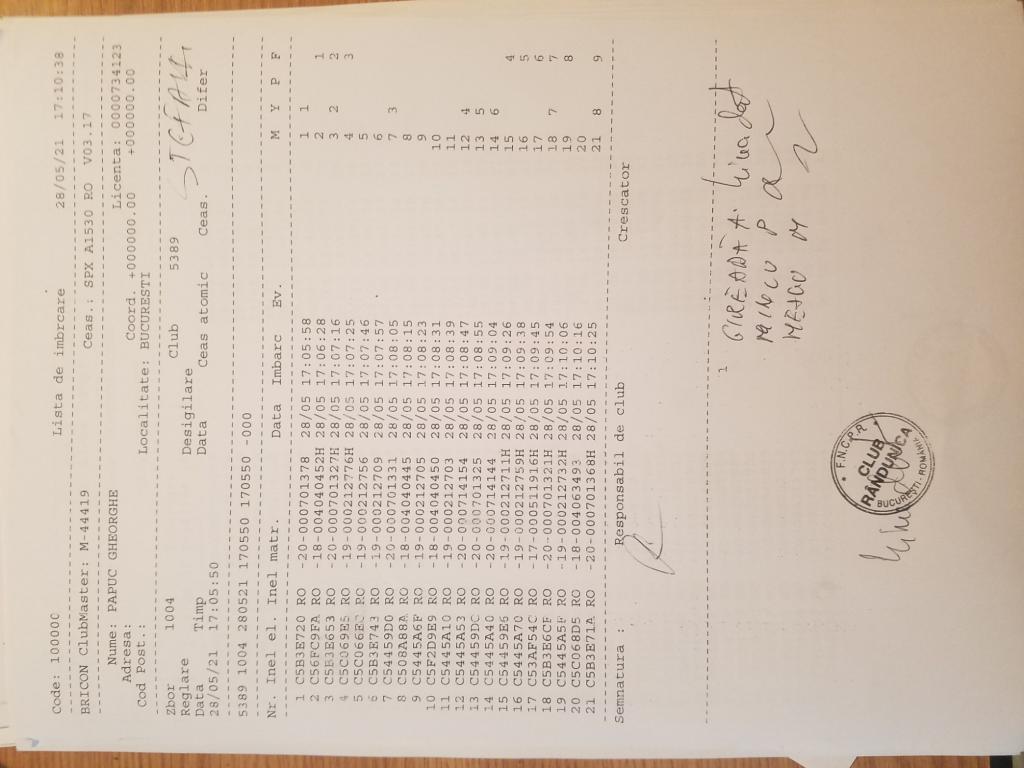 Code: 100000 Lista de imbrcare 28/05/21 17:10:38
BRICON ClubMaster: M-44419 Ceas.: SPX A1530 RO V03.17
Nume: PAPUC GHEORGHE Licenta: 0000734123
Adresa: Coord. +000000.00 +000000.00
Cod Post.: Localitate: BUCURESTI
Zbor 1004 Desigilare Club 5389
Reglare
Data Timp Data Ceas atomic Ceas. Difer
28/05/21 17:05:50
5389 1004 280521 170550 170550 -000
Nr. Inel el. Inel matr. Data Imbarc Ev. M Y P F
1 C5B3E720 RO -20-000701378 28/05 17:05:58 1 1
2 C56FC9FA RO -18-004040452H 28/05 17:06:28 2 1
3 C5B3E653 RO -20-000701327H 28/05 17:07:16 3 2 2
4 C5C069E5 RO -19-000212776H 28/05 17:07:25 4 3
5 C5C066EC RO -19-000212756 28/05 17:07:46 5
6 C5B3E743 RO -19-000212709 28/05 17:07:57 6
7 C54459D0 RO -20-000701331 28/05 17:08:05 7 3
8 C508A88A RO -18-004040445 28/05 17:08:15 8
9 C5445A6F RO -19-000212705 28/05 17:08:23 9
10 C5F2D9E9 RO -18-004040450 28/05 17:08:31 10
11 C5445A10 RO -19-000212703 28/05 17:08:39 11
12 C5445A53 RO -20-000714154 28/05 17:08:47 12 4
13 C54459DC RO -20-000701325 28/05 17:08:55 13 5
14 C5445A40 RO -20-000714144 28/05 17:09:04 14 6
15 C54459E6 RO -19-000212711H 28/05 17:09:26 15 4
16 C5445A70 RO -19-000212759H 28/05 17:09:38 16 5
17 C53AF54C RO -17-000511916H 28/05 17:09:45 17 6
18 C5B3E6CF RO -20-000701321H 28/05 17:09:54 18 7 7
19 C5445A5F RO -19-000212732H 28/05 17:10:06 19 8
20 C5C068D5 RO -18-004063493 28/05 17:10:16 20
21 C5B3E71A RO -20-000701368H 28/05 17:10:25 21 8 9
Semnatura : Responsabil de club Crescator
1
CIREADĂ A.
MINCU P
NEAGU M
F.N.C.P.R.
CLUB
RÂNDUNICA
BUCUREŞTI - ROMÂNIA